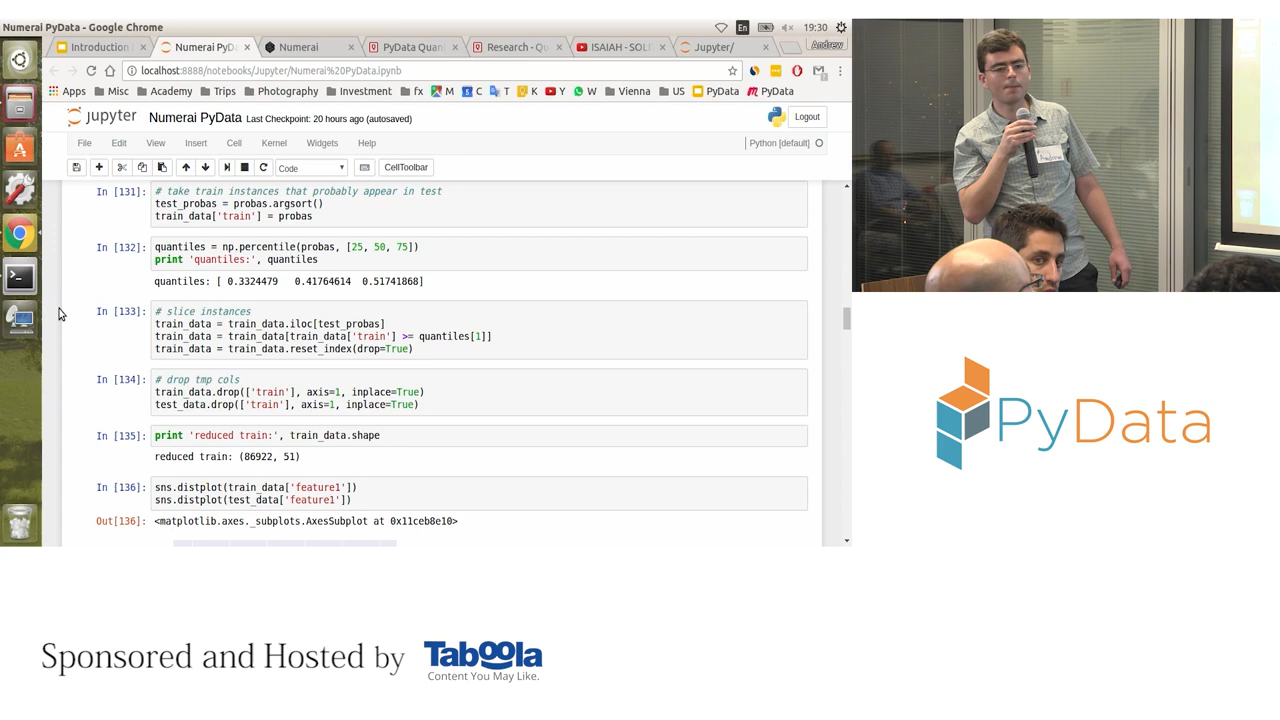 Numerai PyData - Google Chrome
En
19:30
Introduction
Numerai PyD
Numerai
PyData Quan
Research - Qu
ISAIAH - SOL
Jupyter/
Andrew
localhost:8888/notebooks/Jupyter/Numerai%20PyData.ipynb
Apps
Misc
Academy
Trips
Photography
Investment
fx
M
C
T
K
Y
W
Vienna
US
PyData
PyData
jupyter
Numerai PyData Last Checkpoint: 20 hours ago (autosaved)
Logout
File Edit View Insert Cell Kernel Widgets Help
Python [default]
Code
CellToolbar
In [131]:
# take train instances that probably appear in test
test_probas = probas.argsort()
train_data['train'] = probas
In [132]:
quantiles = np.percentile(probas, [25, 50, 75])
print 'quantiles:', quantiles
quantiles: [ 0.3324479   0.41764614  0.51741868]
In [133]:
# slice instances
train_data = train_data.iloc[test_probas]
train_data = train_data[train_data['train'] >= quantiles[1]]
train_data = train_data.reset_index(drop=True)
In [134]:
# drop tmp cols
train_data.drop(['train'], axis=1, inplace=True)
test_data.drop(['train'], axis=1, inplace=True)
In [135]:
print 'reduced train:', train_data.shape
reduced train: (86922, 51)
In [136]:
sns.distplot(train_data['feature1'])
sns.distplot(test_data['feature1'])
Out[136]:
<matplotlib.axes._subplots.AxesSubplot at 0x11ceb8e10>
Andrew
PyData
Sponsored and Hosted by
Taboola
Content You May Like.